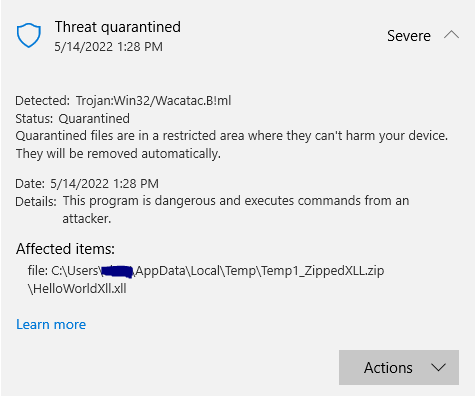 Threat quarantined
5/14/2022 1:28 PM
Severe
Detected: Trojan:Win32/Wacatac.B!ml
Status: Quarantined
Quarantined files are in a restricted area where they can't harm your device.
They will be removed automatically.
Date: 5/14/2022 1:28 PM
Details: This program is dangerous and executes commands from an
attacker.
Affected items:
file: C:\Users\ \AppData\Local\Temp\Temp1_ZippedXLL.zip
\HelloWorldXll.xll
Learn more
Actions